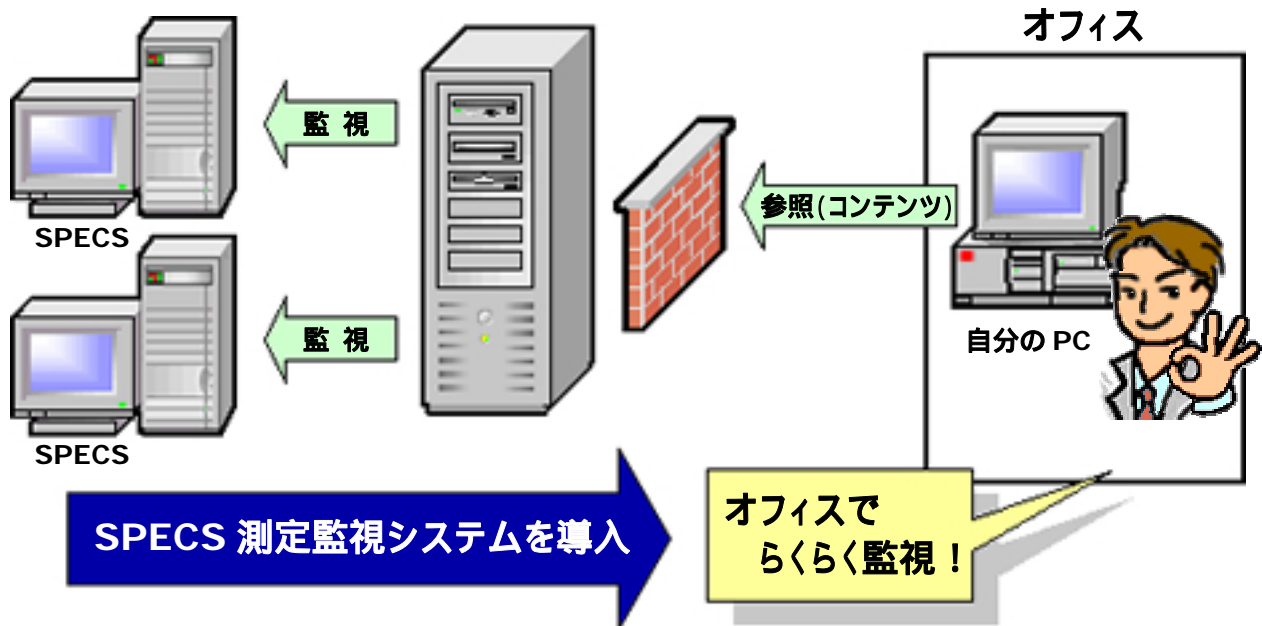 オフィス
監 視
参照(コンテンツ)
SPECS
監 視
自分の PC
SPECS
SPECS 測定監視システムを導入
オフィスで
らくらく監視！